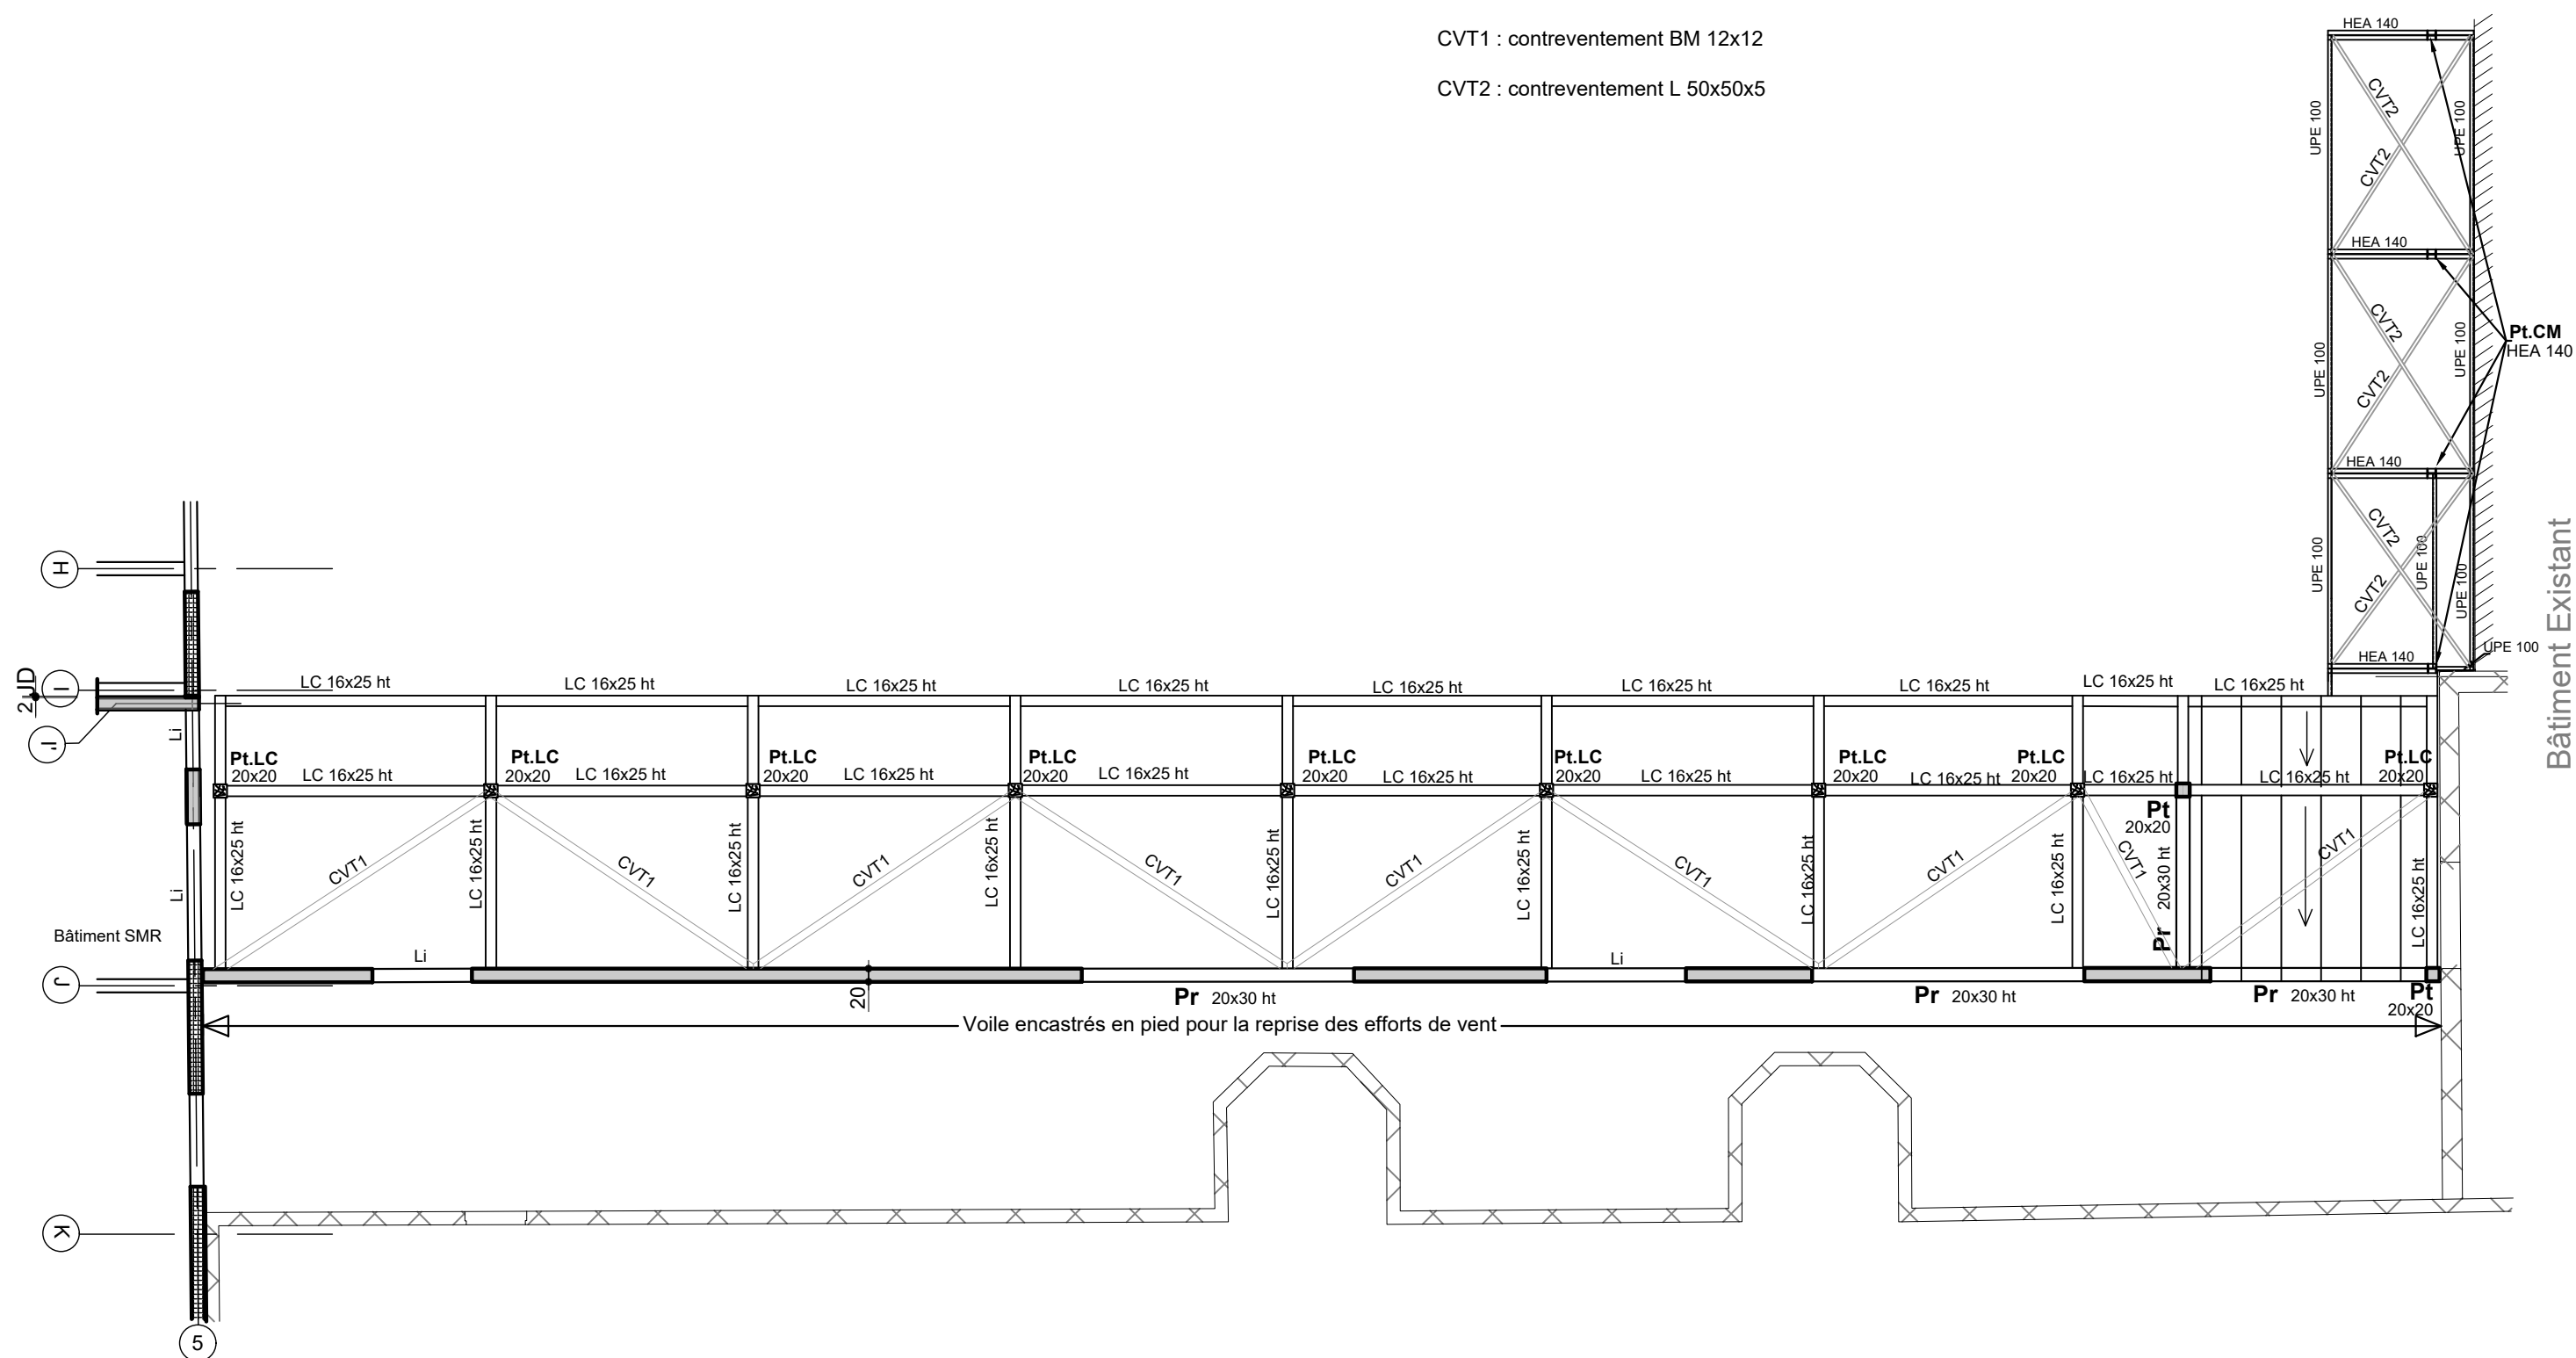 CVT1 : contreventement BM 12x12
CVT2 : contreventement L 50x50x5
HEA 140
UPE 100
CVT2
CVT2
UPE 100
HEA 140
UPE 100
CVT2
CVT2
UPE 100
Pt.CM
HEA 140
HEA 140
UPE 100
CVT2
CVT2
UPE 100
UPE 100
HEA 140
UPE 100
Bâtiment Existant
H
I
2
JD
I'
Li
Li
Bâtiment SMR
J
K
5
LC 16x25 ht
LC 16x25 ht
LC 16x25 ht
LC 16x25 ht
LC 16x25 ht
LC 16x25 ht
LC 16x25 ht
LC 16x25 ht
LC 16x25 ht
Pt.LC
20x20
LC 16x25 ht
Pt.LC
20x20
LC 16x25 ht
Pt.LC
20x20
LC 16x25 ht
Pt.LC
20x20
LC 16x25 ht
Pt.LC
20x20
LC 16x25 ht
Pt.LC
20x20
LC 16x25 ht
Pt.LC
20x20
LC 16x25 ht
Pt.LC
20x20
LC 16x25 ht
LC 16x25 ht
Pt.LC
20x20
LC 16x25 ht
CVT1
LC 16x25 ht
CVT1
LC 16x25 ht
CVT1
LC 16x25 ht
CVT1
LC 16x25 ht
CVT1
LC 16x25 ht
CVT1
LC 16x25 ht
CVT1
LC 16x25 ht
CVT1
Pt
20x20
Pr 20x30 ht
CVT1
LC 16x25 ht
Li
20
Li
Pr 20x30 ht
Pr 20x30 ht
Pr 20x30 ht
Pt
20x20
Voile encastrés en pied pour la reprise des efforts de vent